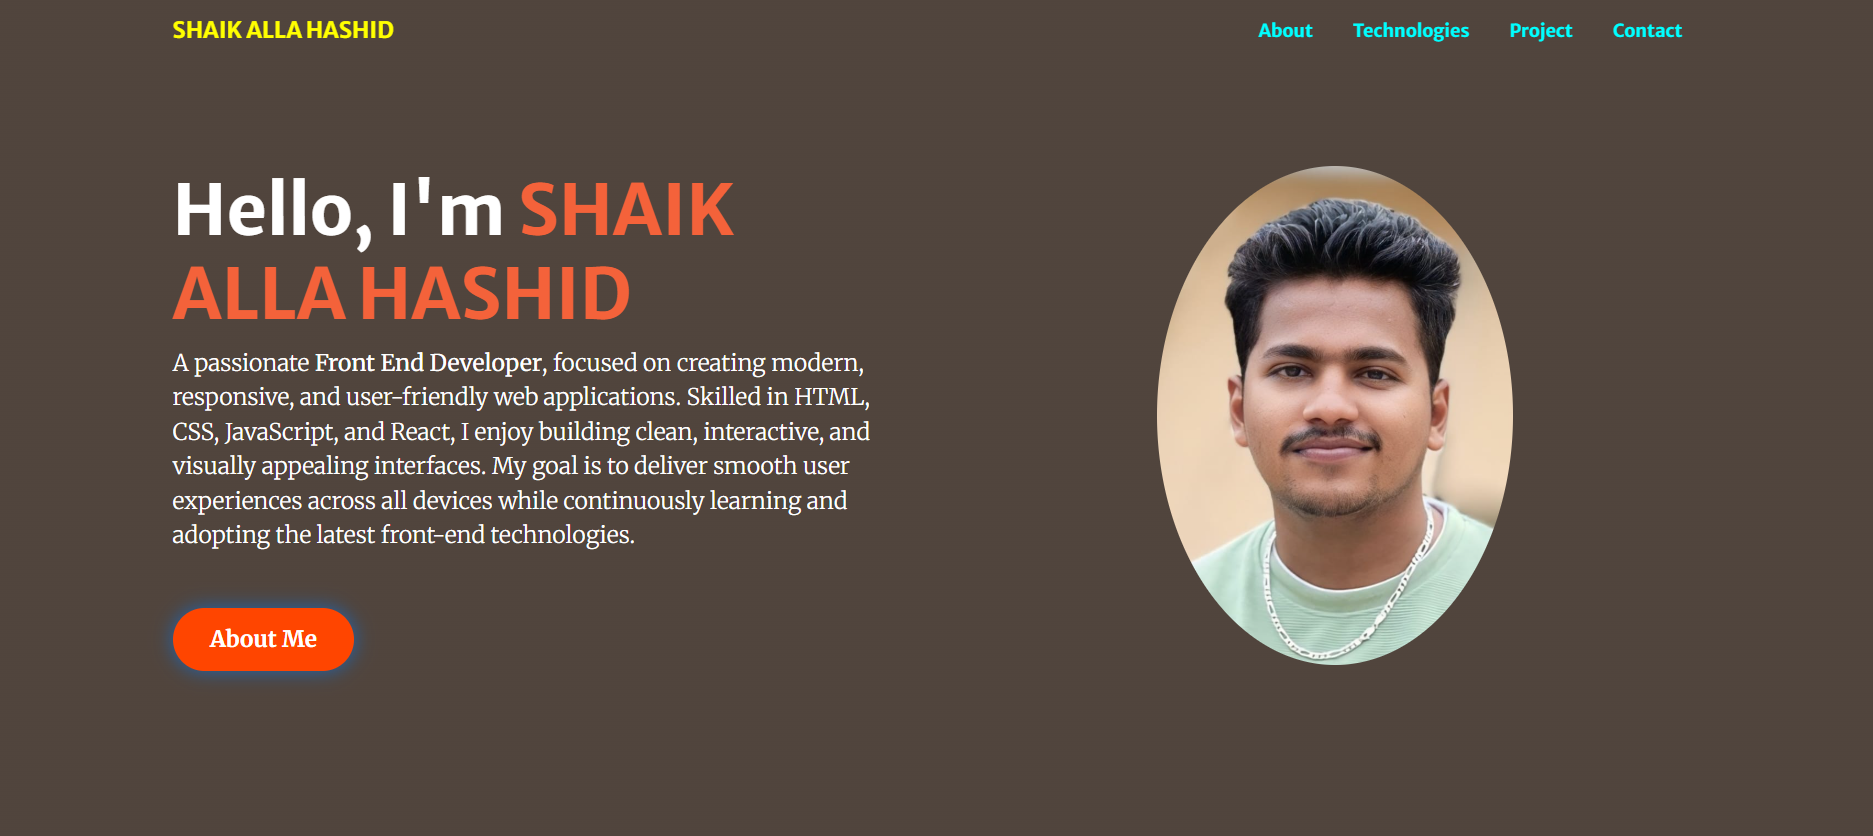 SHAIK ALLA HASHID
About Technologies Project Contact
Hello, I'm SHAIK
ALLA HASHID
A passionate Front End Developer, focused on creating modern,
responsive, and user-friendly web applications. Skilled in HTML,
CSS, JavaScript, and React, I enjoy building clean, interactive, and
visually appealing interfaces. My goal is to deliver smooth user
experiences across all devices while continuously learning and
adopting the latest front-end technologies.
About Me